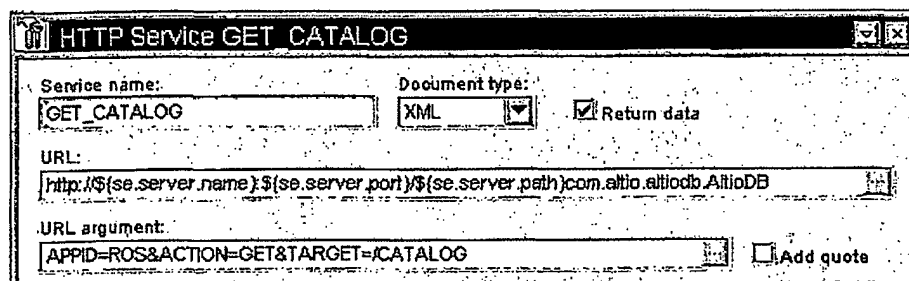 HTTP Service GET_CATALOG
Service name: Document type:
GET_CATALOG XML Return data
URL:
http://${se.server.name}:${se.server.port}/${se.server.path}com.altio.altiodb.AltioDB
URL argument:
APPID=ROS&ACTION=GET&TARGET=/CATALOG Add quote